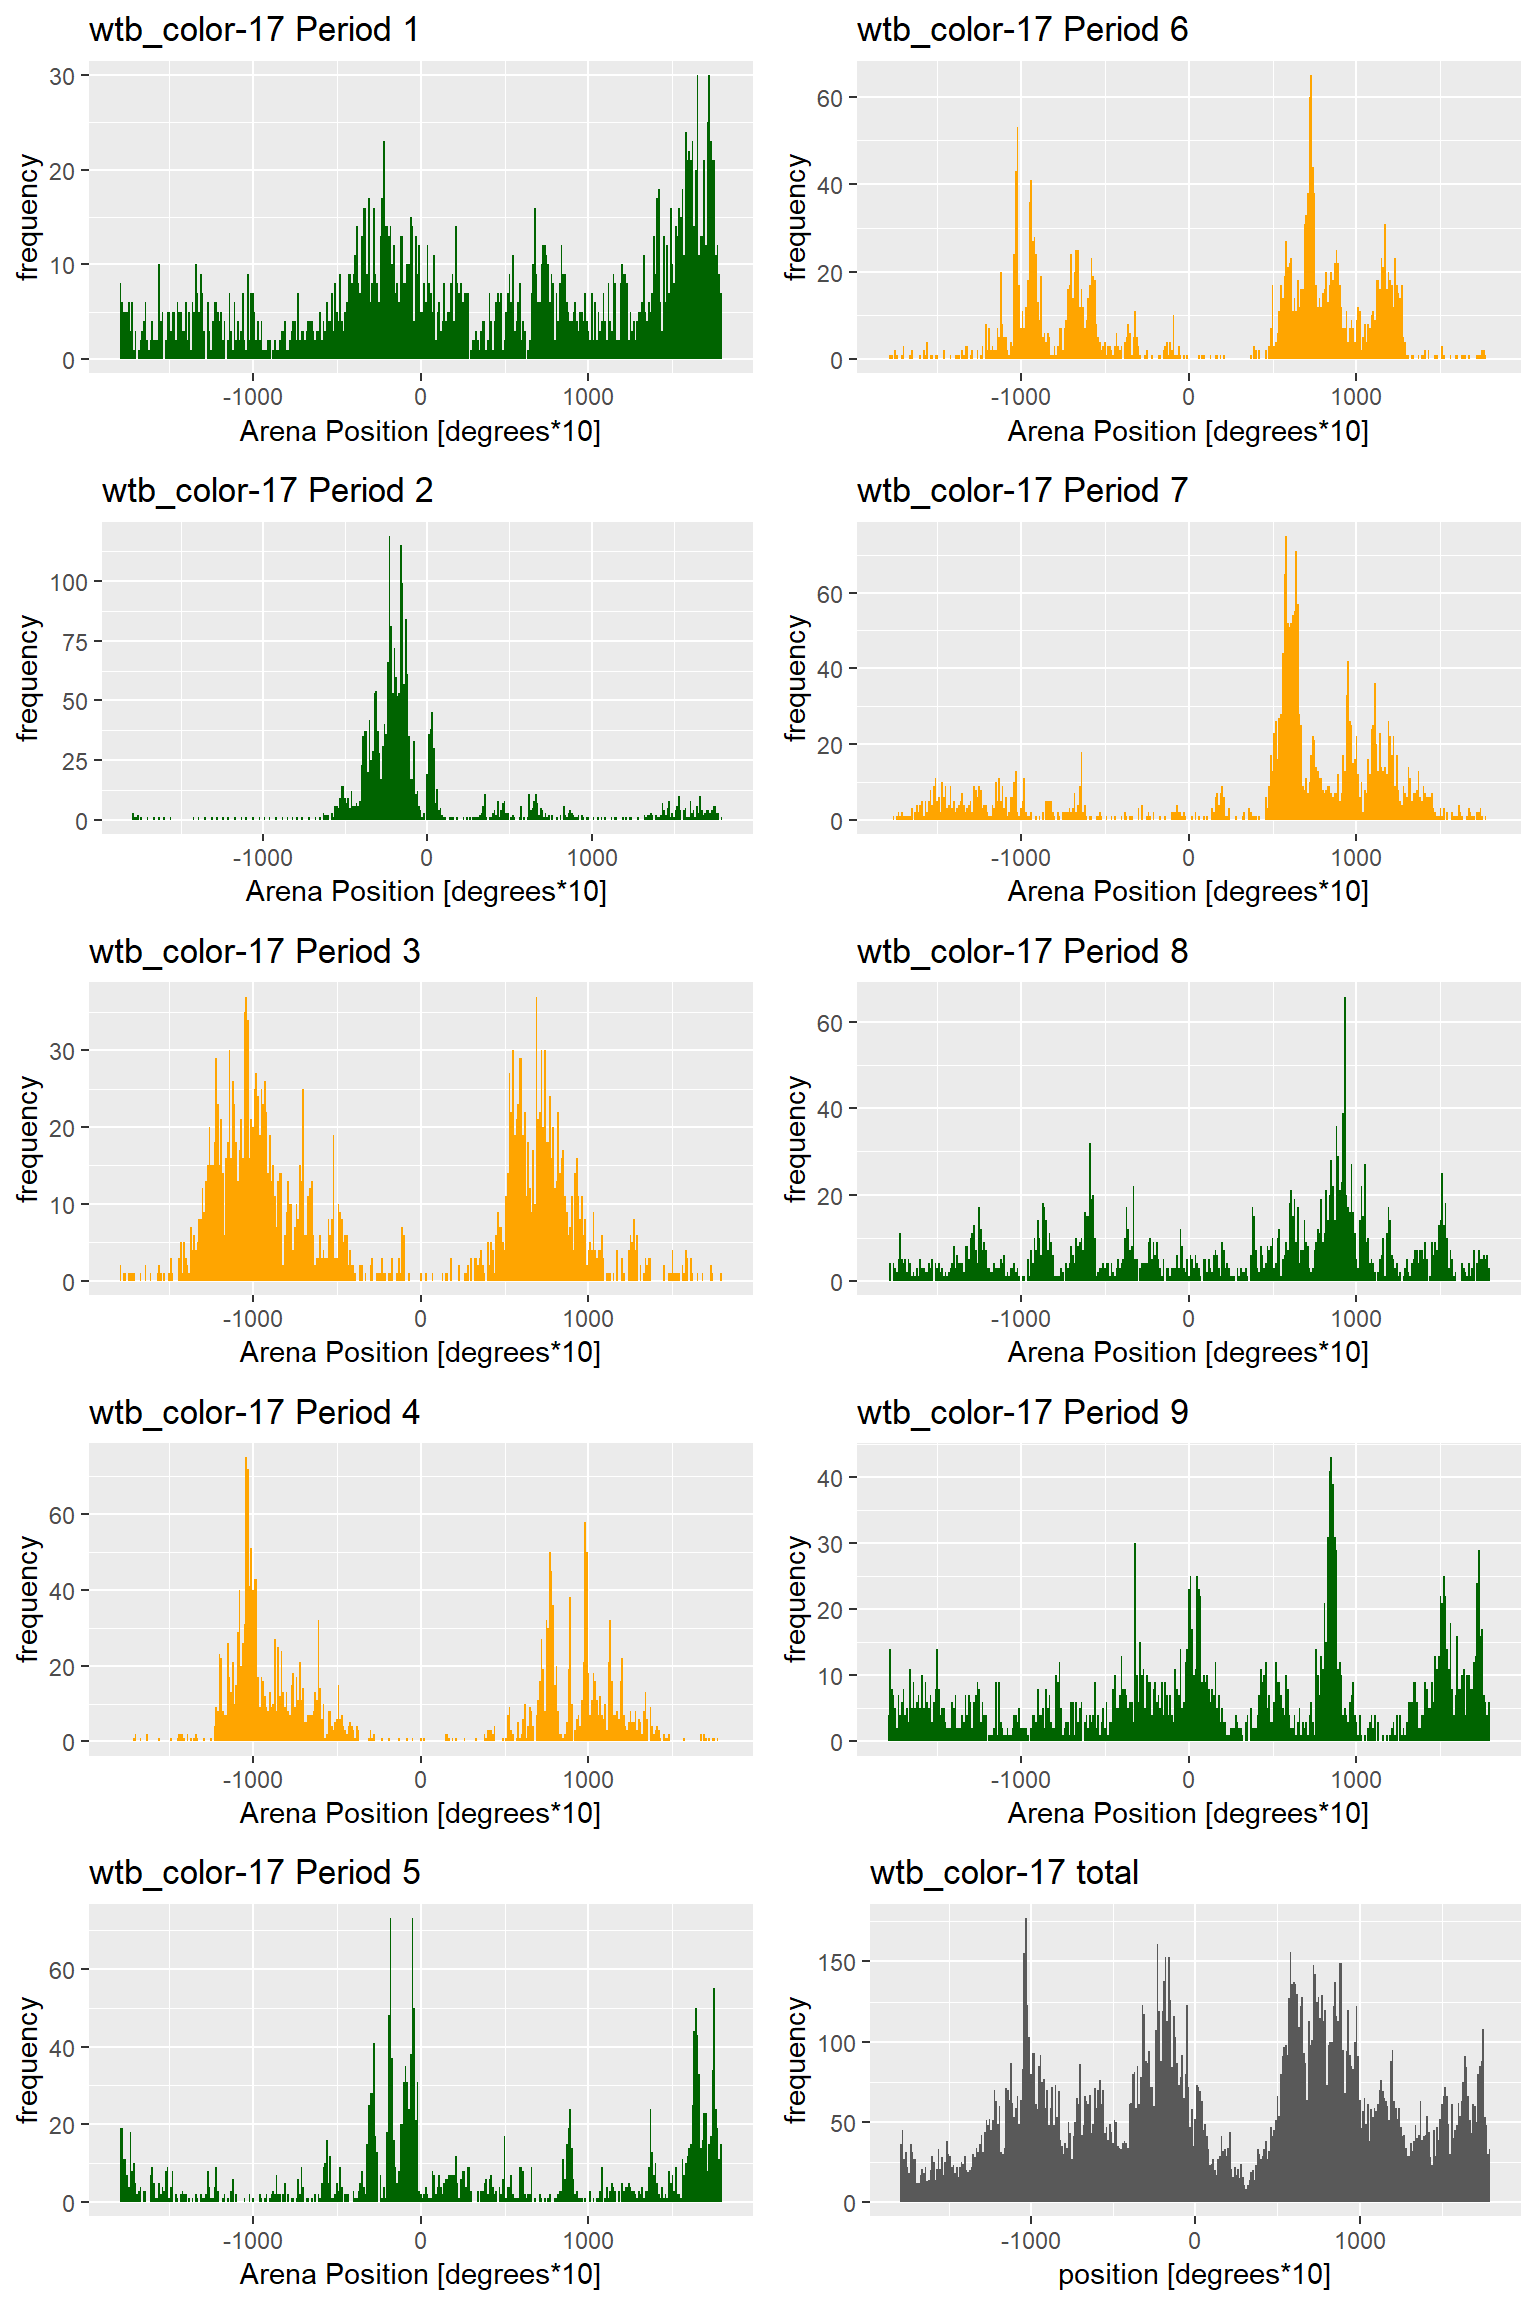 wtb_color-17 Period 1
frequency
30
20
10
0
-1000 0 1000
Arena Position [degrees*10]
wtb_color-17 Period 6
frequency
60
40
20
0
-1000 0 1000
Arena Position [degrees*10]
wtb_color-17 Period 2
frequency
100
75
50
25
0
-1000 0 1000
Arena Position [degrees*10]
wtb_color-17 Period 7
frequency
60
40
20
0
-1000 0 1000
Arena Position [degrees*10]
wtb_color-17 Period 3
frequency
30
20
10
0
-1000 0 1000
Arena Position [degrees*10]
wtb_color-17 Period 8
frequency
60
40
20
0
-1000 0 1000
Arena Position [degrees*10]
wtb_color-17 Period 4
frequency
60
40
20
0
-1000 0 1000
Arena Position [degrees*10]
wtb_color-17 Period 9
frequency
40
30
20
10
0
-1000 0 1000
Arena Position [degrees*10]
wtb_color-17 Period 5
frequency
60
40
20
0
-1000 0 1000
Arena Position [degrees*10]
wtb_color-17 total
frequency
150
100
50
0
-1000 0 1000
position [degrees*10]